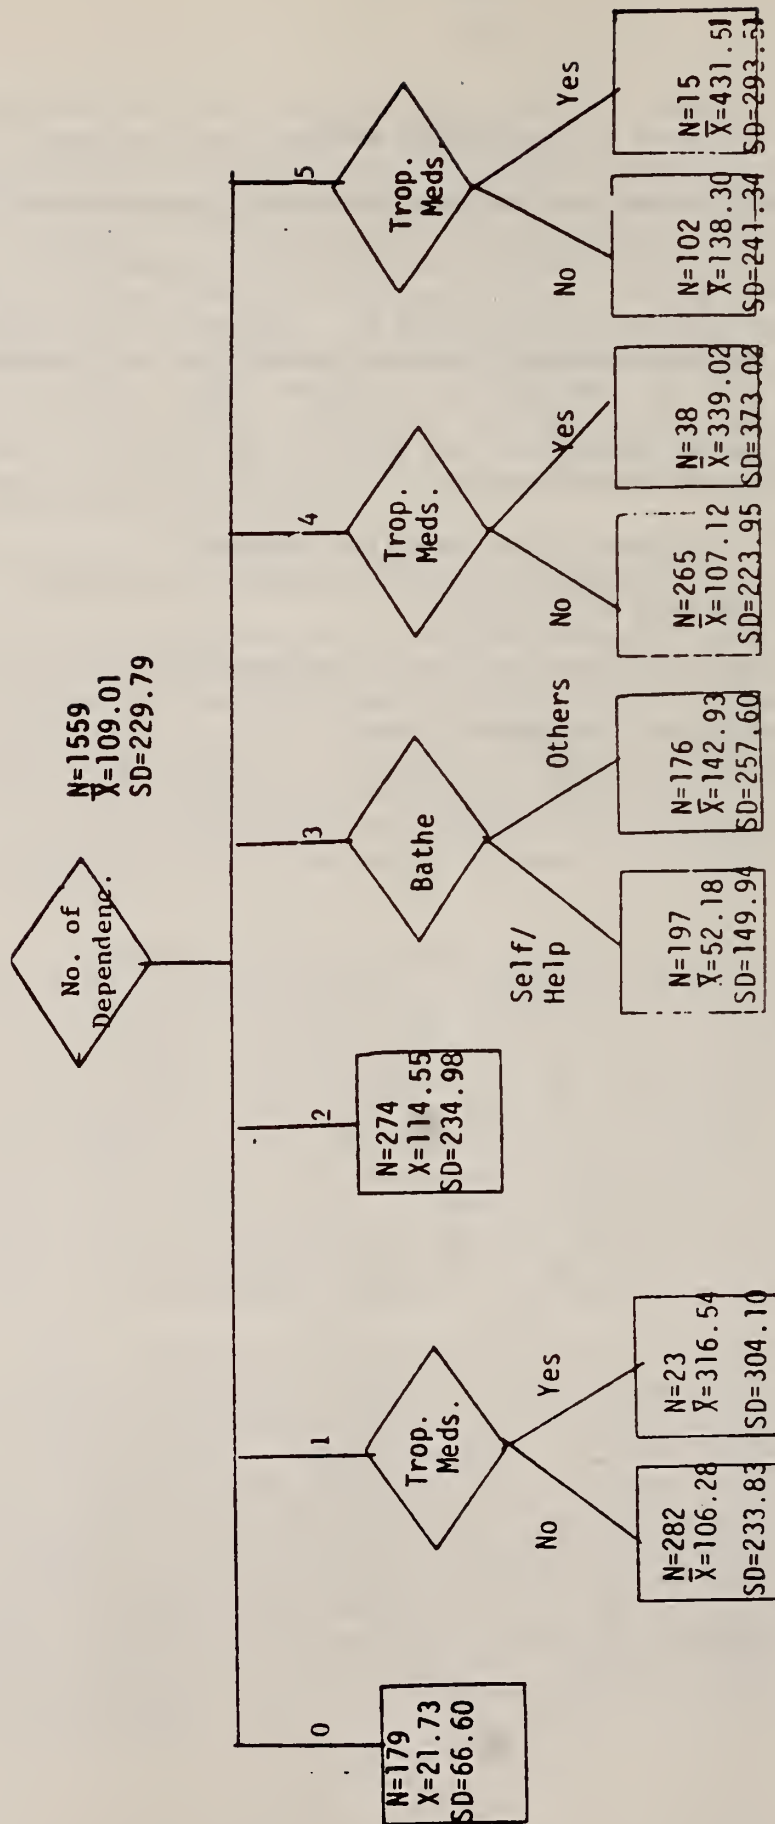 No. of
Dependenc.
N=1559
X̅=109.01
SD=229.79
0
1
2
3
4
5
N=179
X=21.73
SD=66.60
Trop.
Meds.
No
Yes
N=282
X̅=106.28
SD=233.83
N=23
X̅=316.54
SD=304.10
N=274
X=114.55
SD=234.98
Bathe
Self/
Help
Others
N=197
X̅=52.18
SD=149.94
N=176
X̅=142.93
SD=257.60
Trop.
Meds.
No
Yes
N=265
X̅=107.12
SD=223.95
N=38
X̅=339.02
SD=373.02
Trop.
Meds.
No
Yes
N=102
X̅=138.30
SD=241.34
N=15
X̅=431.51
SD=293.51